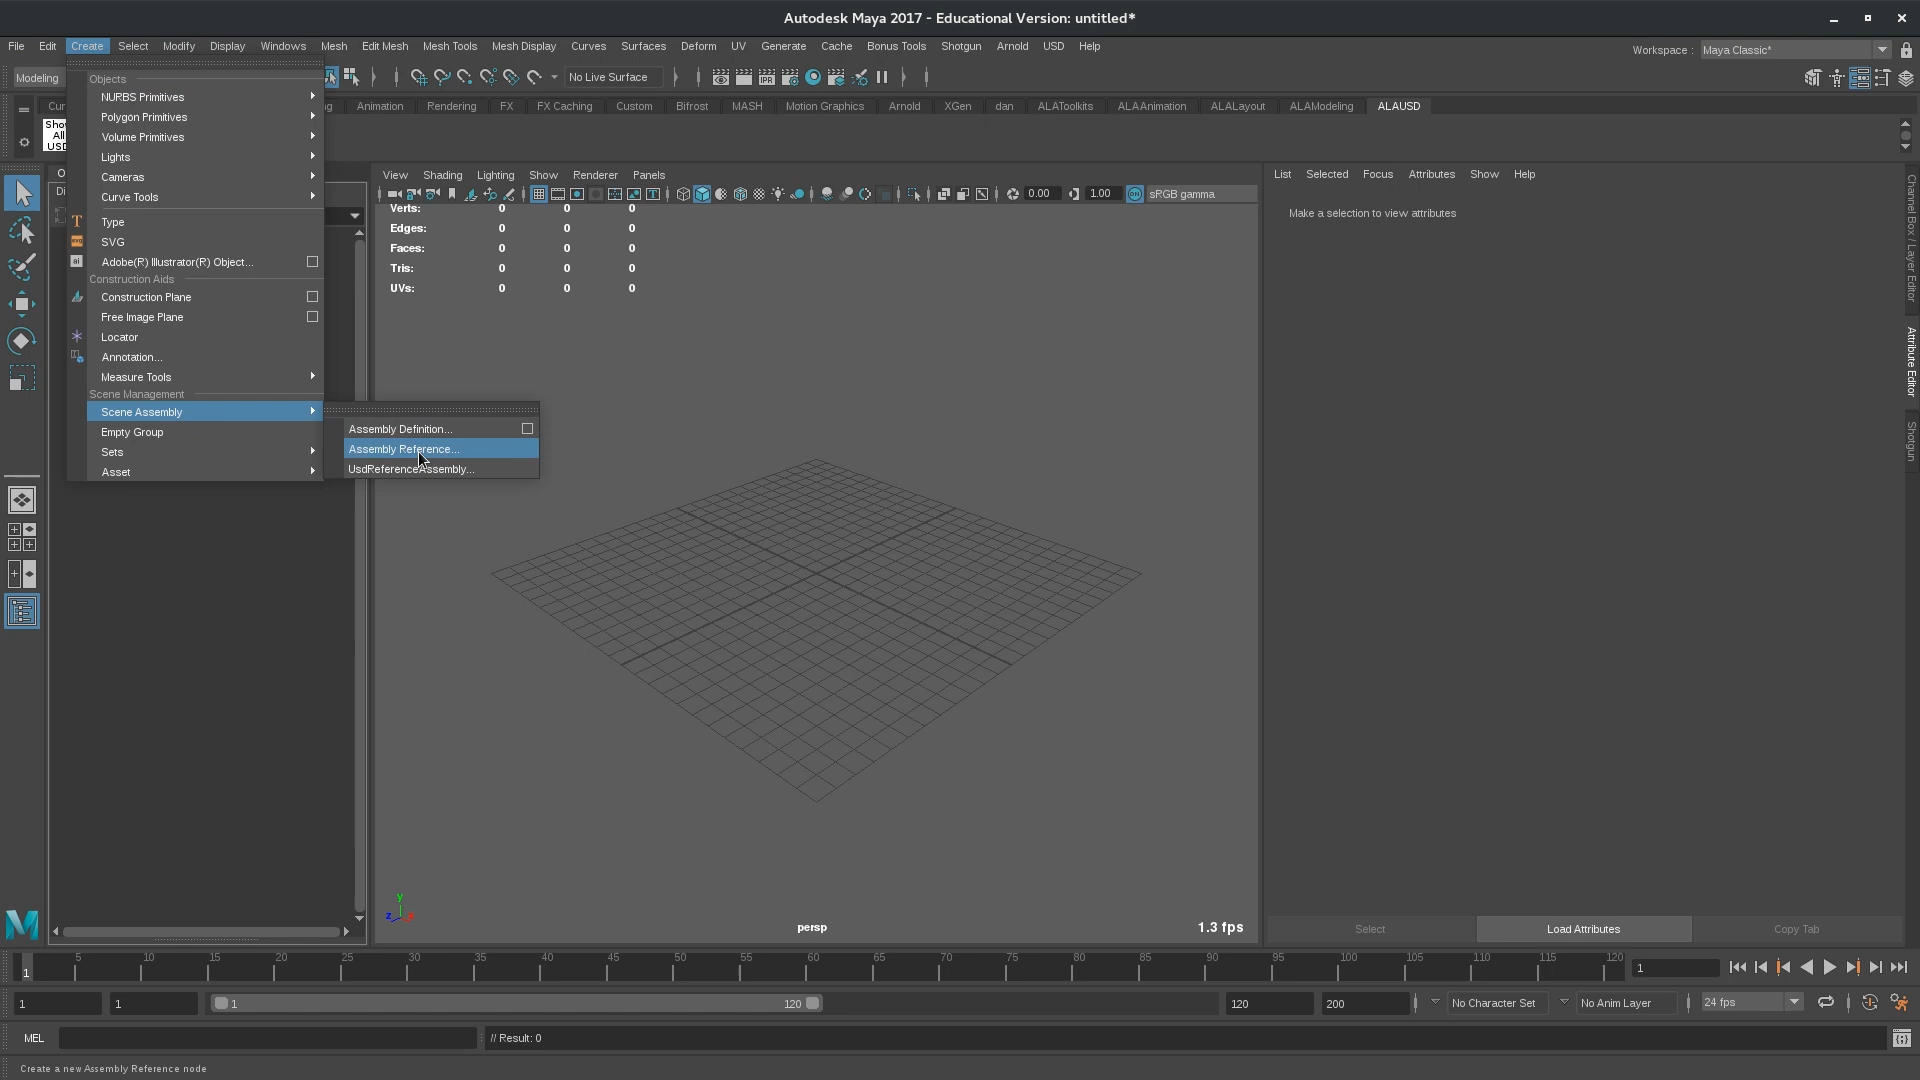 Autodesk Maya 2017 - Educational Version: untitled*
File Edit Create Select Modify Display Windows Mesh Edit Mesh Mesh Tools Mesh Display Curves Surfaces Deform UV Generate Cache Bonus Tools Shotgun Arnold USD Help
Workspace : Maya Classic*
Modeling
No Live Surface
Animation Rendering FX FX Caching Custom Bifrost MASH Motion Graphics Arnold XGen dan ALAToolkits ALAAnimation ALALayout ALAModeling ALAUSD
Objects
NURBS Primitives
Polygon Primitives
Volume Primitives
Lights
Cameras
Curve Tools
Type
SVG
Adobe(R) Illustrator(R) Object...
Construction Aids
Construction Plane
Free Image Plane
Locator
Annotation...
Measure Tools
Scene Management
Scene Assembly
Empty Group
Sets
Asset
Assembly Definition...
Assembly Reference...
UsdReferenceAssembly...
View Shading Lighting Show Renderer Panels
0.00 1.00 ON sRGB gamma
Verts: 0 0 0
Edges: 0 0 0
Faces: 0 0 0
Tris: 0 0 0
UVs: 0 0 0
y
z
persp
1.3 fps
List Selected Focus Attributes Show Help
Make a selection to view attributes
Channel Box / Layer Editor
Attribute Editor
Shotgun
Select Load Attributes Copy Tab
1 5 10 15 20 25 30 35 40 45 50 55 60 65 70 75 80 85 90 95 100 105 110 115 120 1
1 1 1 120 120 200 No Character Set No Anim Layer 24 fps
MEL // Result: 0
Create a new Assembly Reference node